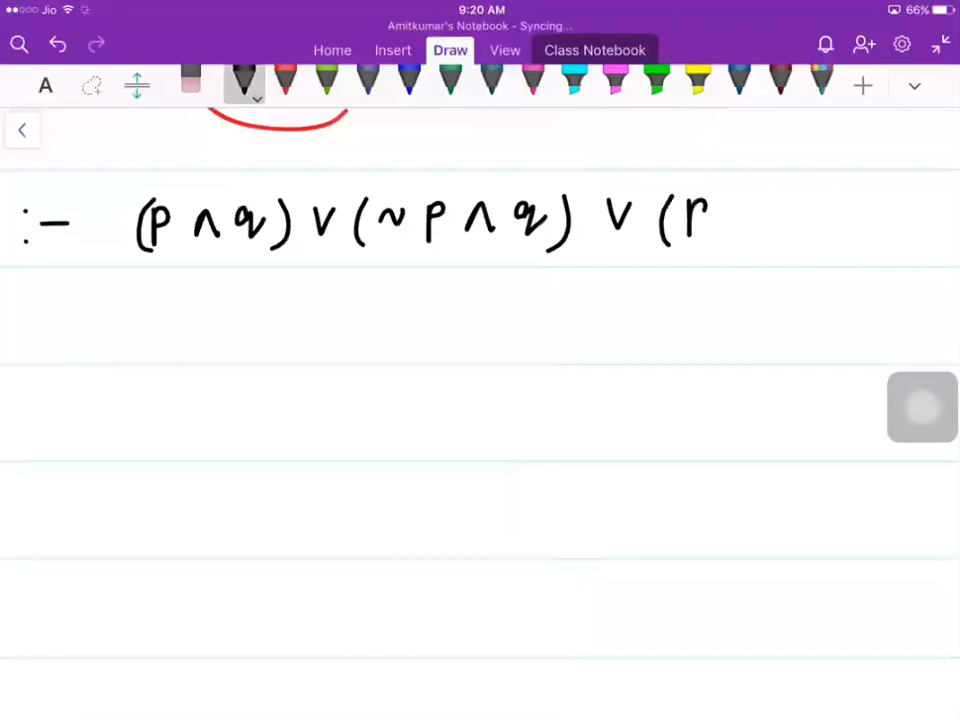 ●●○○○ Jio 9:20 AM 66%
Amitkumar's Notebook - Syncing...
Home Insert Draw View Class Notebook
A
:- (p ∧ q) ∨ (~ p ∧ q) ∨ (p